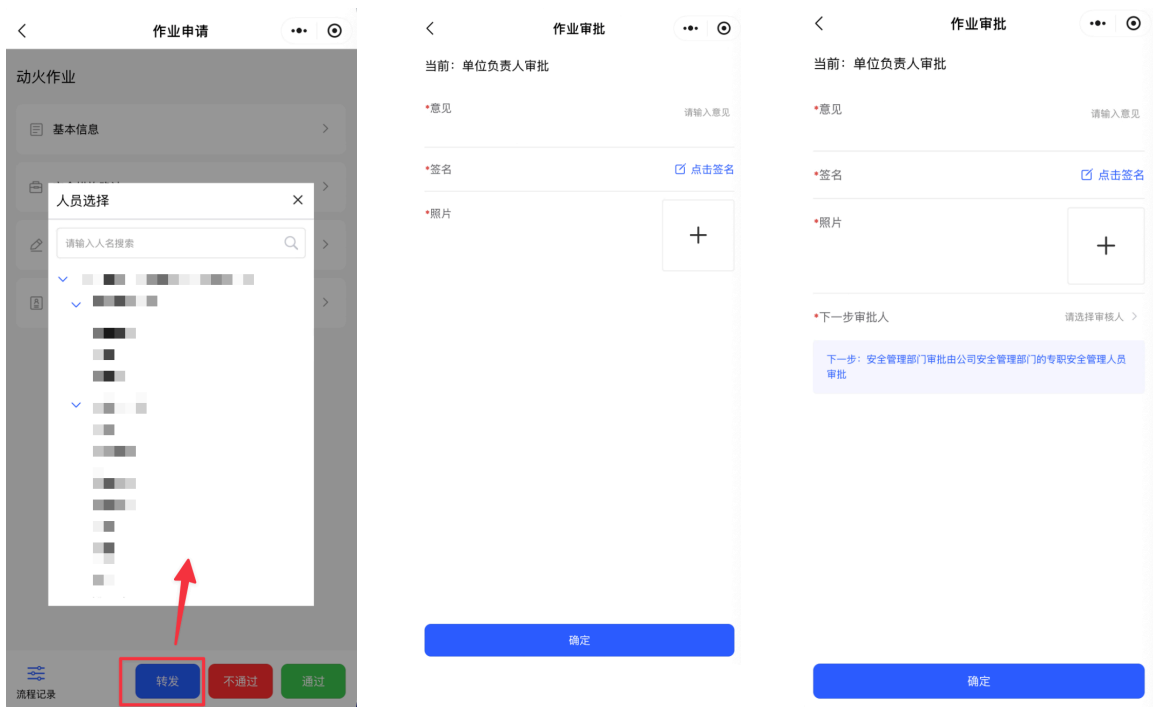 作业申请
动火作业
基本信息
人员选择
请输入人名搜索
流程记录
转发
不通过
通过
作业审批
当前：单位负责人审批
*意见
请输入意见
*签名
点击签名
*照片
确定
作业审批
当前：单位负责人审批
*意见
请输入意见
*签名
点击签名
*照片
*下一步审批人
请选择审核人
下一步：安全管理部门审批由公司安全管理部门的专职安全管理人员
审批
确定